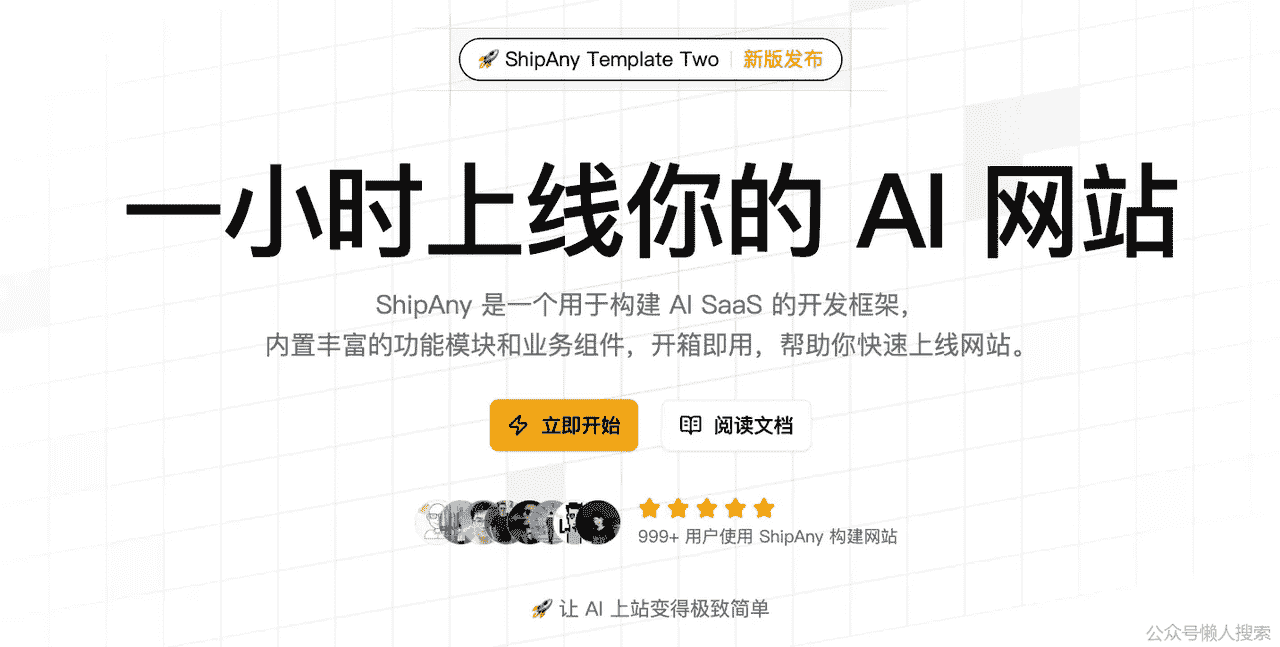 🚀 ShipAny Template Two | 新版发布
一小时上线你的 AI 网站
ShipAny 是一个用于构建 AI SaaS 的开发框架，
内置丰富的功能模块和业务组件，开箱即用，帮助你快速上线网站。
立即开始
阅读文档
999+ 用户使用 ShipAny 构建网站
🚀 让 AI 上站变得极致简单
公众号懒人搜索